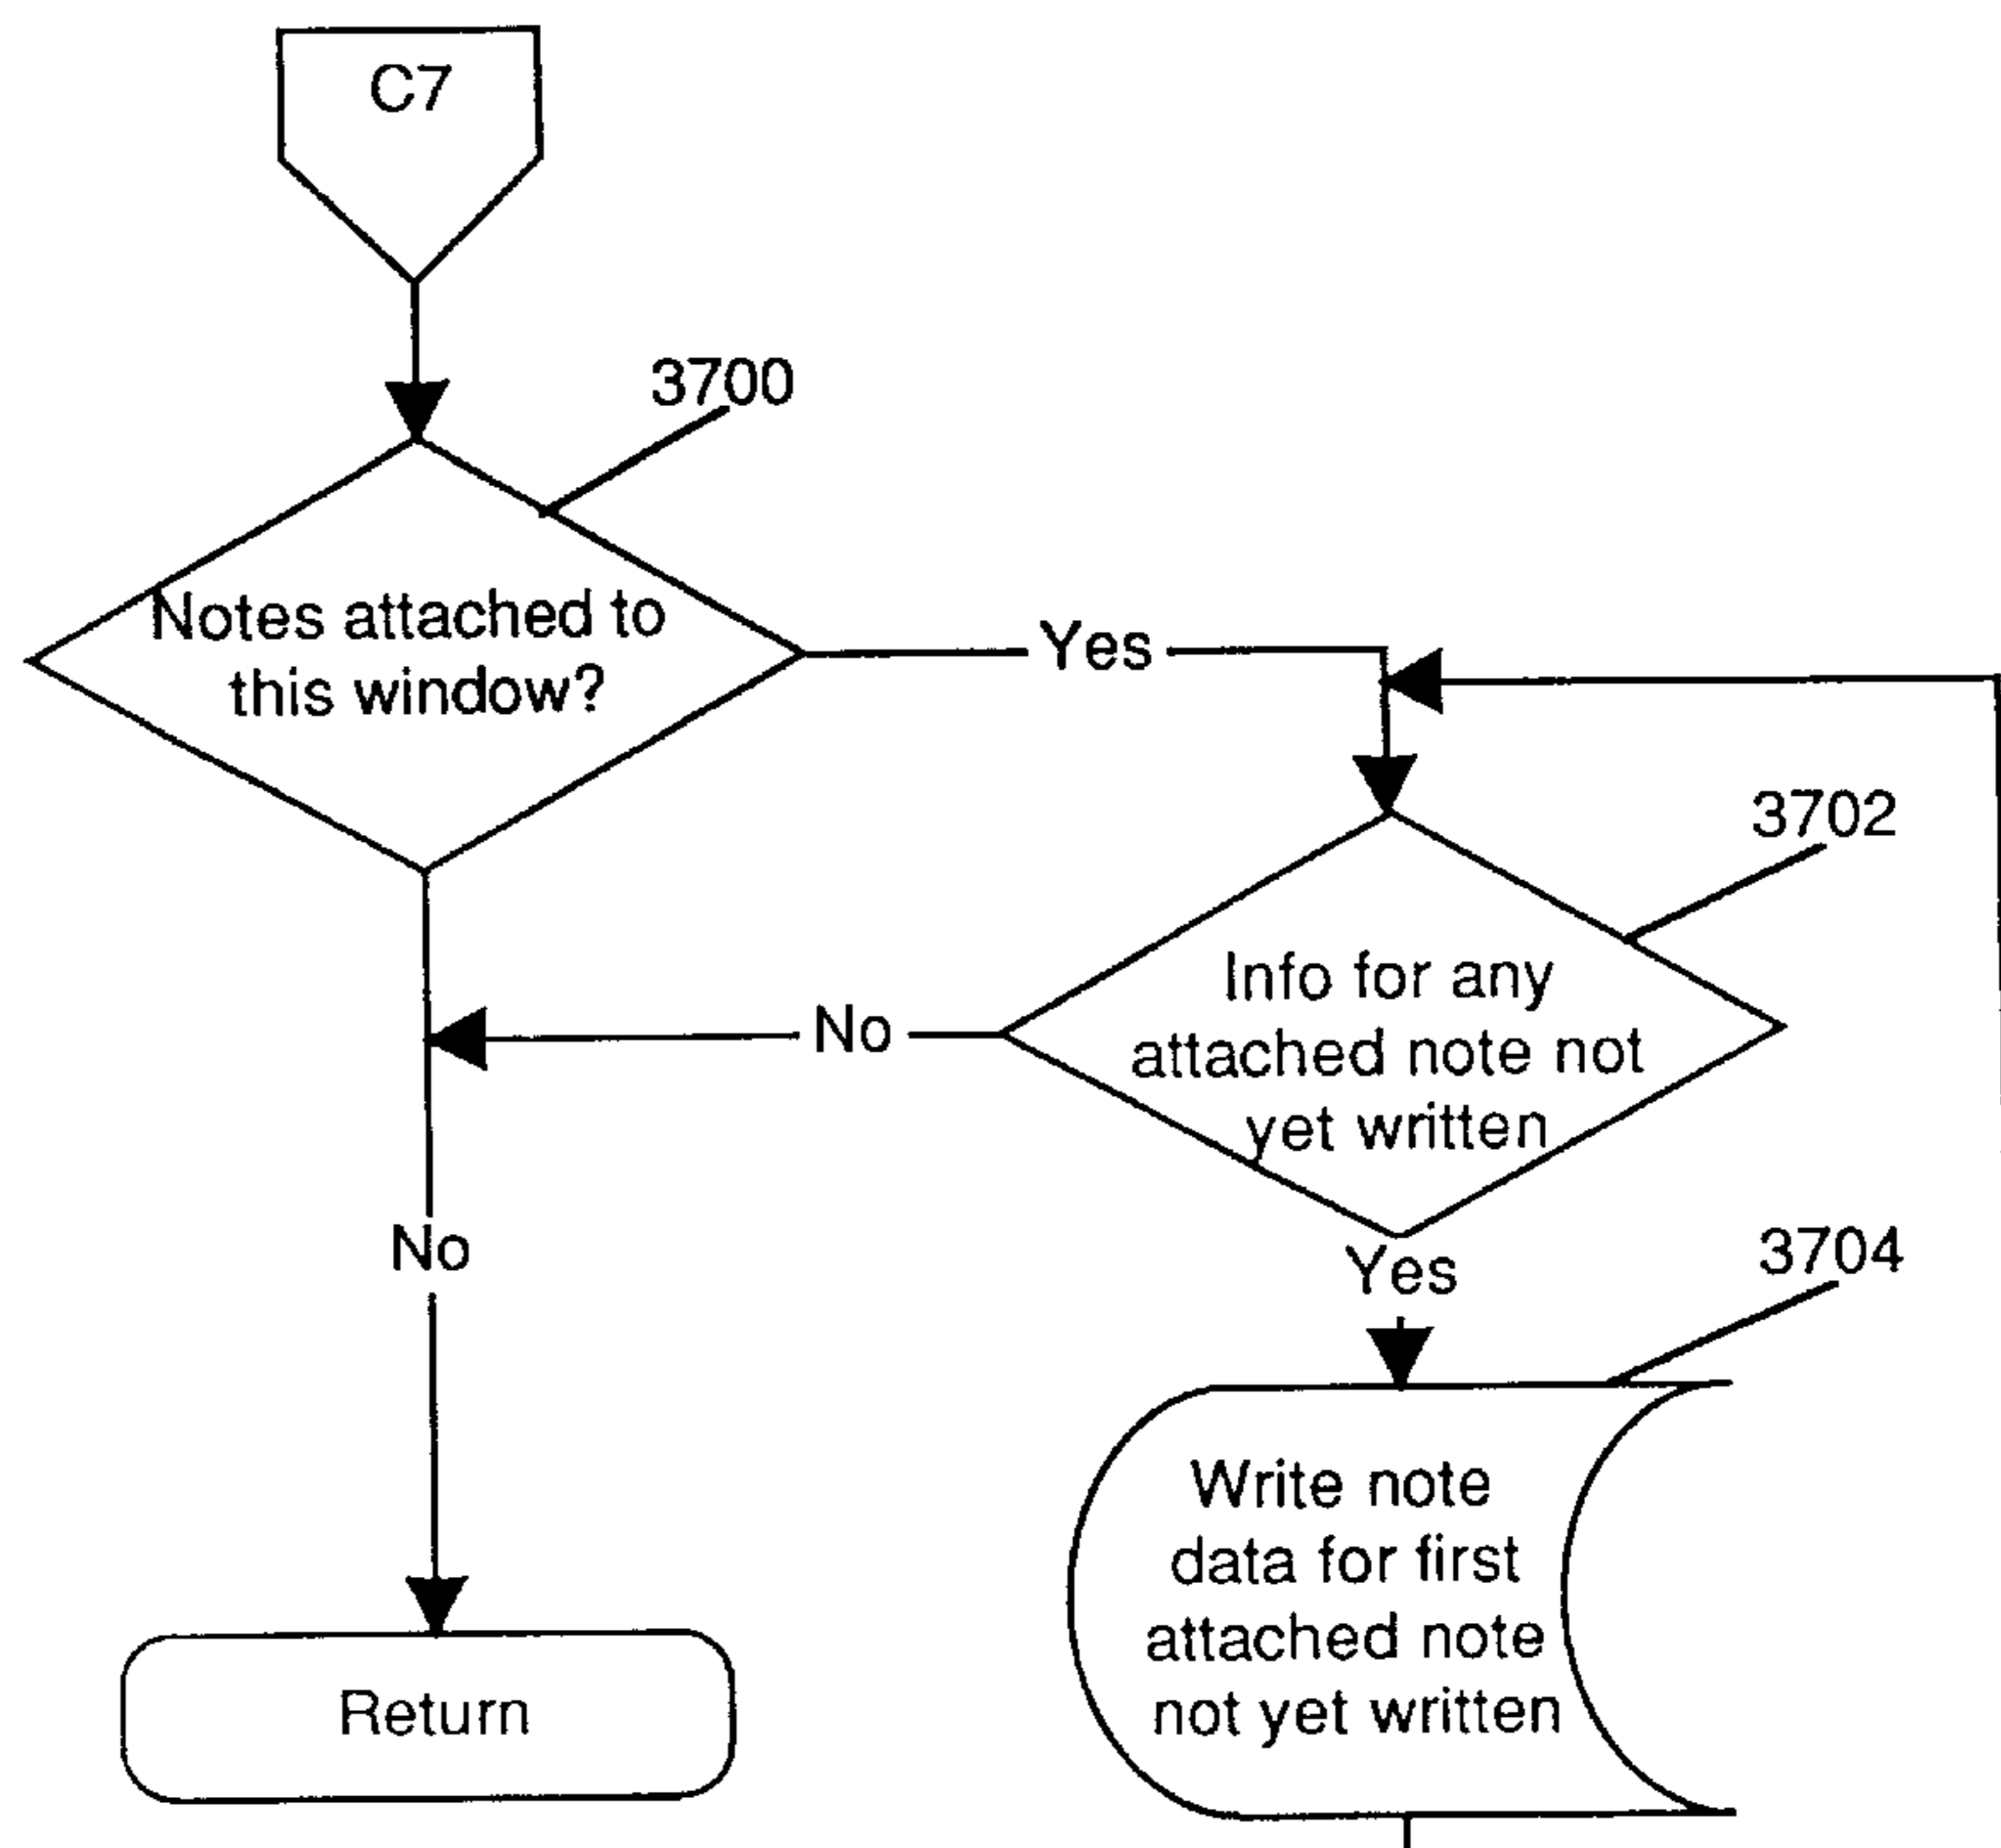 C7
3700
Notes attached to
this window?
Yes
3702
Info for any
attached note not
yet written
No
No
Yes
3704
Write note
data for first
attached note
not yet written
Return